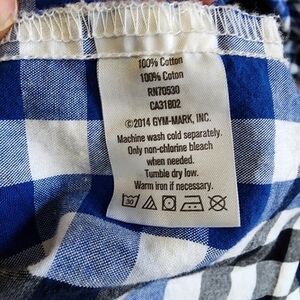 100% Cotton
100% Coton
RN70530
CA31802
©2014 GYM-MARK, INC.
Machine wash cold separately.
Only non-chlorine bleach
when needed.
Tumble dry low.
Warm iron if necessary.
30